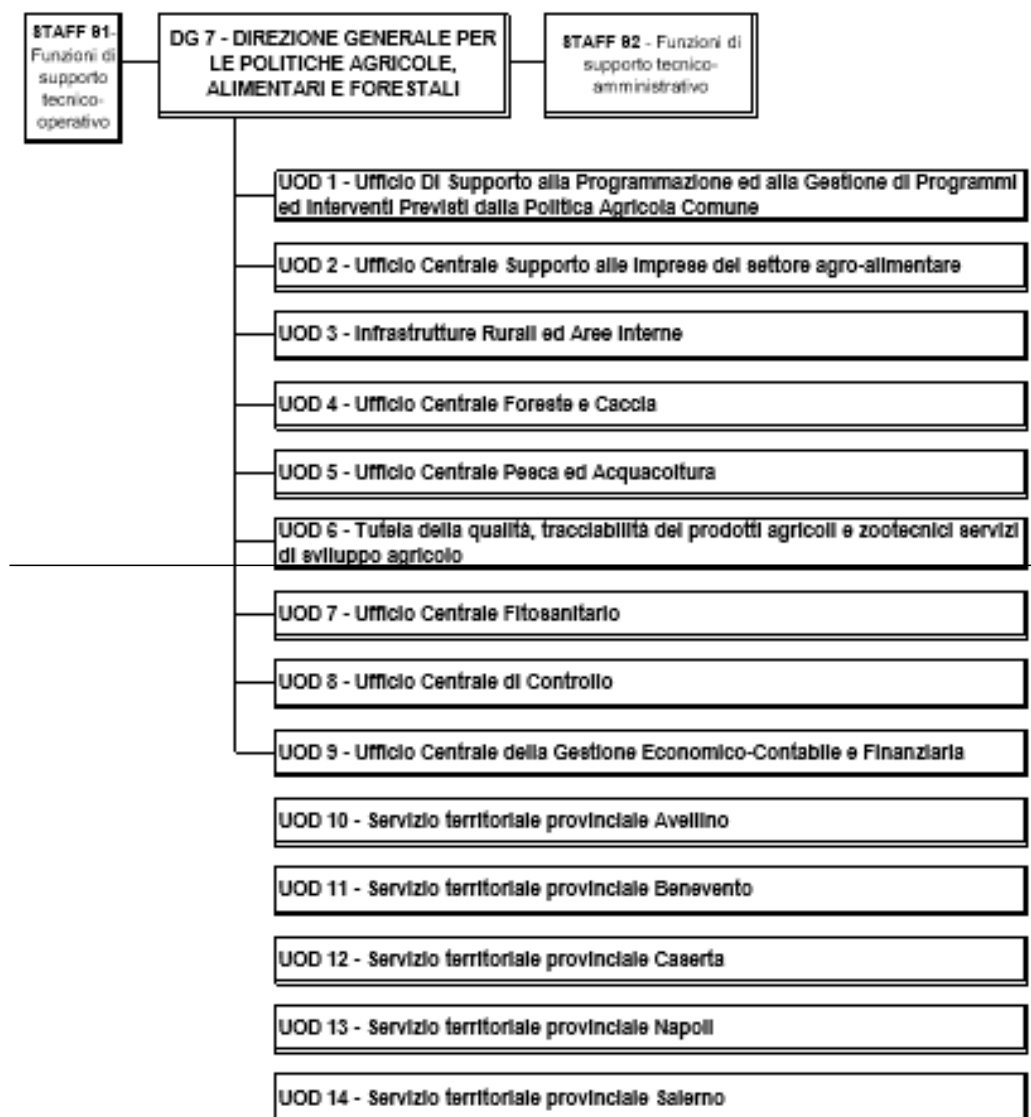 STAFF 91-
Funzioni di
supporto
tecnico-
operativo
DG 7 - DIREZIONE GENERALE PER
LE POLITICHE AGRICOLE,
ALIMENTARI E FORESTALI
STAFF 92 - Funzioni di
supporto tecnico-
amministrativo
UOD 1 - Ufficio Di Supporto alla Programmazione ed alla Gestione di Programmi
ed Interventi Previsti dalla Politica Agricola Comune
UOD 2 - Ufficio Centrale Supporto alle imprese del settore agro-alimentare
UOD 3 - Infrastrutture Rurali ed Aree Interne
UOD 4 - Ufficio Centrale Foreste e Caccia
UOD 5 - Ufficio Centrale Pesca ed Acquacoltura
UOD 6 - Tutela della qualità, tracciabilità dei prodotti agricoli e zootecnici servizi
di sviluppo agricolo
UOD 7 - Ufficio Centrale Fitosanitario
UOD 8 - Ufficio Centrale di Controllo
UOD 9 - Ufficio Centrale della Gestione Economico-Contabile e Finanziaria
UOD 10 - Servizio territoriale provinciale Avellino
UOD 11 - Servizio territoriale provinciale Benevento
UOD 12 - Servizio territoriale provinciale Caserta
UOD 13 - Servizio territoriale provinciale Napoli
UOD 14 - Servizio territoriale provinciale Salerno